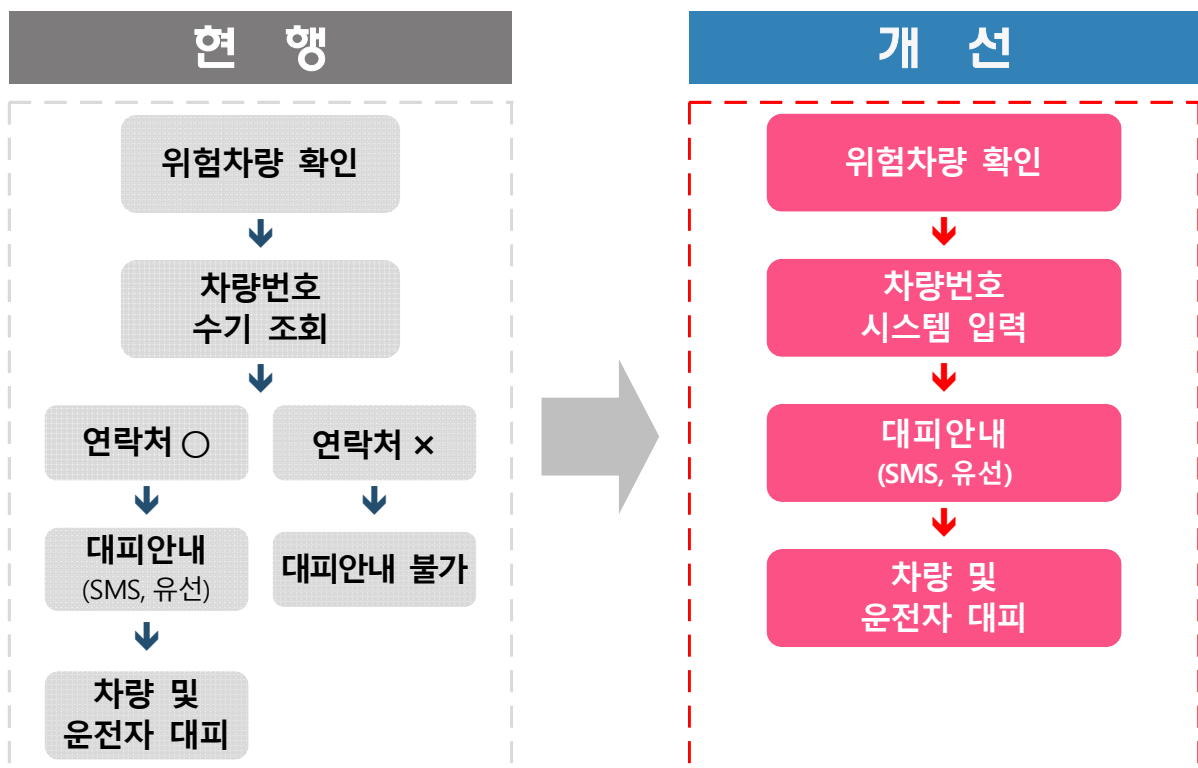 현 행
위험차량 확인
차량번호
수기 조회
연락처 ○
연락처 ×
대피안내
(SMS, 유선)
대피안내 불가
차량 및
운전자 대피
개 선
위험차량 확인
차량번호
시스템 입력
대피안내
(SMS, 유선)
차량 및
운전자 대피